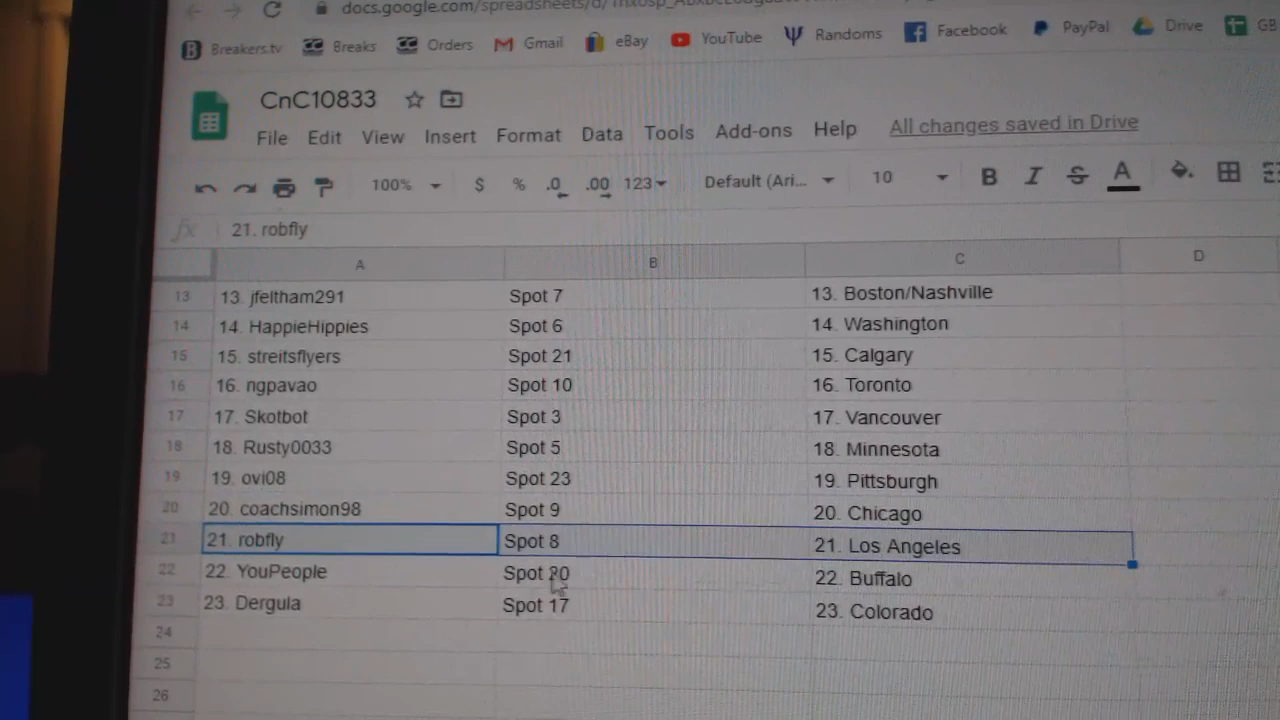 docs.google.com/spreadsheets/d/
Breakers.tv Breaks Orders Gmail eBay YouTube Randoms Facebook PayPal Drive GB
CnC10833
File Edit View Insert Format Data Tools Add-ons Help All changes saved in Drive
100% $ % .0 .00 123 Default (Ari... 10 B I S A
fx 21. robfly
A B C D
13 13. jfeltham291 Spot 7 13. Boston/Nashville
14 14. HappieHippies Spot 6 14. Washington
15 15. streitsflyers Spot 21 15. Calgary
16 16. ngpavao Spot 10 16. Toronto
17 17. Skotbot Spot 3 17. Vancouver
18 18. Rusty0033 Spot 5 18. Minnesota
19 19. ovi08 Spot 23 19. Pittsburgh
20 20. coachsimon98 Spot 9 20. Chicago
21 21. robfly Spot 8 21. Los Angeles
22 22. YouPeople Spot 20 22. Buffalo
23 23. Dergula Spot 17 23. Colorado
24
25
26